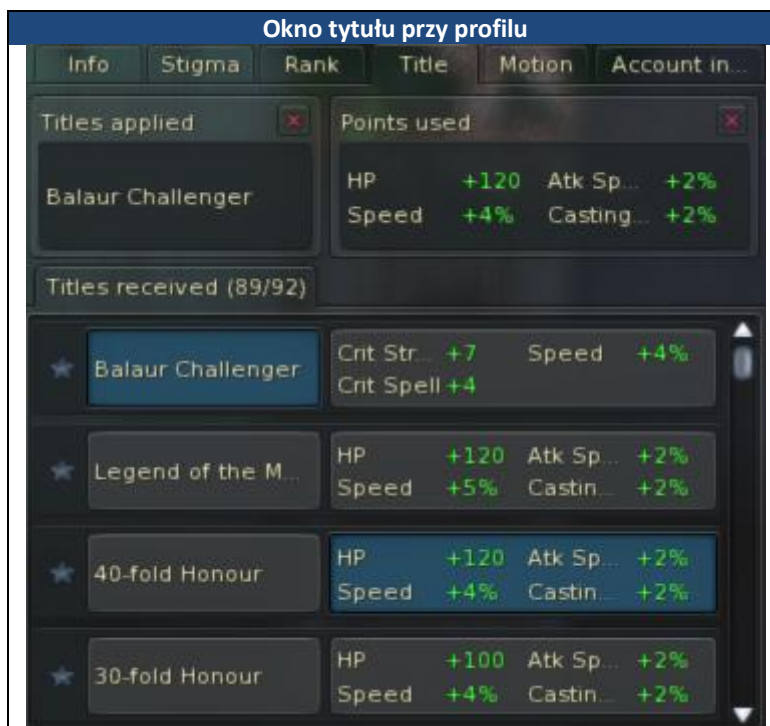 Okno tytułu przy profilu
Info Stigma Rank Title Motion Account in...
Titles applied
Balaur Challenger
Points used
HP +120 Atk Sp... +2%
Speed +4% Casting... +2%
Titles received (89/92)
Balaur Challenger
Crit Str... +7 Speed +4%
Crit Spell +4
Legend of the M...
HP +120 Atk Sp... +2%
Speed +5% Castin... +2%
40-fold Honour
HP +120 Atk Sp... +2%
Speed +4% Castin... +2%
30-fold Honour
HP +100 Atk Sp... +2%
Speed +4% Castin... +2%